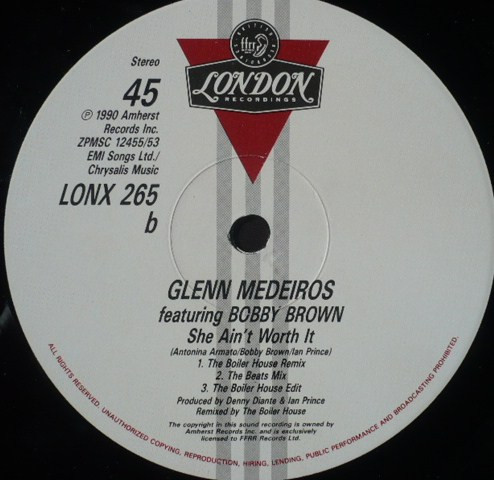 ffrr
LONDON
RECORDINGS
Stereo
45
℗ 1990 Amherst
Records Inc.
ZPMSC 12455/53
EMI Songs Ltd./
Chrysalis Music
LONX 265
b
GLENN MEDEIROS
featuring BOBBY BROWN
She Ain't Worth It
(Antonina Armato/Bobby Brown/Ian Prince)
1. The Boiler House Remix
2. The Beats Mix
3. The Boiler House Edit
Produced by Denny Diante & Ian Prince
Remixed by The Boiler House
The copyright in this sound recording is owned by
Amherst Records Inc. and is exclusively
licensed to FFRR Records Ltd.
ALL RIGHTS RESERVED. UNAUTHORIZED COPYING, REPRODUCTION, HIRING, LENDING, PUBLIC PERFORMANCE AND BROADCASTING PROHIBITED.